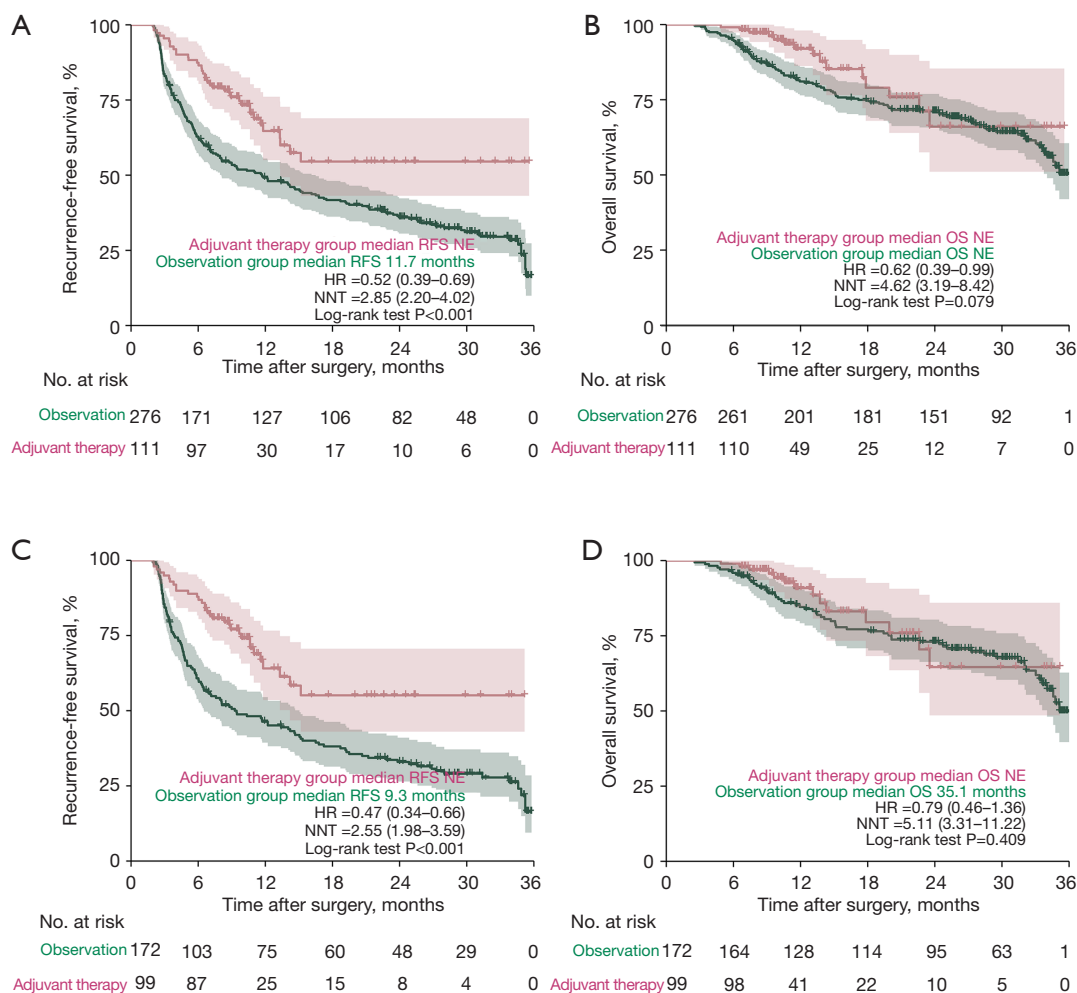 A
Recurrence-free survival, %
100
75
50
25
0
Adjuvant therapy group median RFS NE
Observation group median RFS 11.7 months
HR =0.52 (0.39–0.69)
NNT =2.85 (2.20–4.02)
Log-rank test P<0.001
0 6 12 18 24 30 36
Time after surgery, months
No. at risk
Observation 276 171 127 106 82 48 0
Adjuvant therapy 111 97 30 17 10 6 0
B
Overall survival, %
100
75
50
25
0
Adjuvant therapy group median OS NE
Observation group median OS NE
HR =0.62 (0.39–0.99)
NNT =4.62 (3.19–8.42)
Log-rank test P=0.079
0 6 12 18 24 30 36
Time after surgery, months
No. at risk
Observation 276 261 201 181 151 92 1
Adjuvant therapy 111 110 49 25 12 7 0
C
Recurrence-free survival, %
100
75
50
25
0
Adjuvant therapy group median RFS NE
Observation group median RFS 9.3 months
HR =0.47 (0.34–0.66)
NNT =2.55 (1.98–3.59)
Log-rank test P<0.001
0 6 12 18 24 30 36
Time after surgery, months
No. at risk
Observation 172 103 75 60 48 29 0
Adjuvant therapy 99 87 25 15 8 4 0
D
Overall survival, %
100
75
50
25
0
Adjuvant therapy group median OS NE
Observation group median OS 35.1 months
HR =0.79 (0.46–1.36)
NNT =5.11 (3.31–11.22)
Log-rank test P=0.409
0 6 12 18 24 30 36
Time after surgery, months
No. at risk
Observation 172 164 128 114 95 63 1
Adjuvant therapy 99 98 41 22 10 5 0